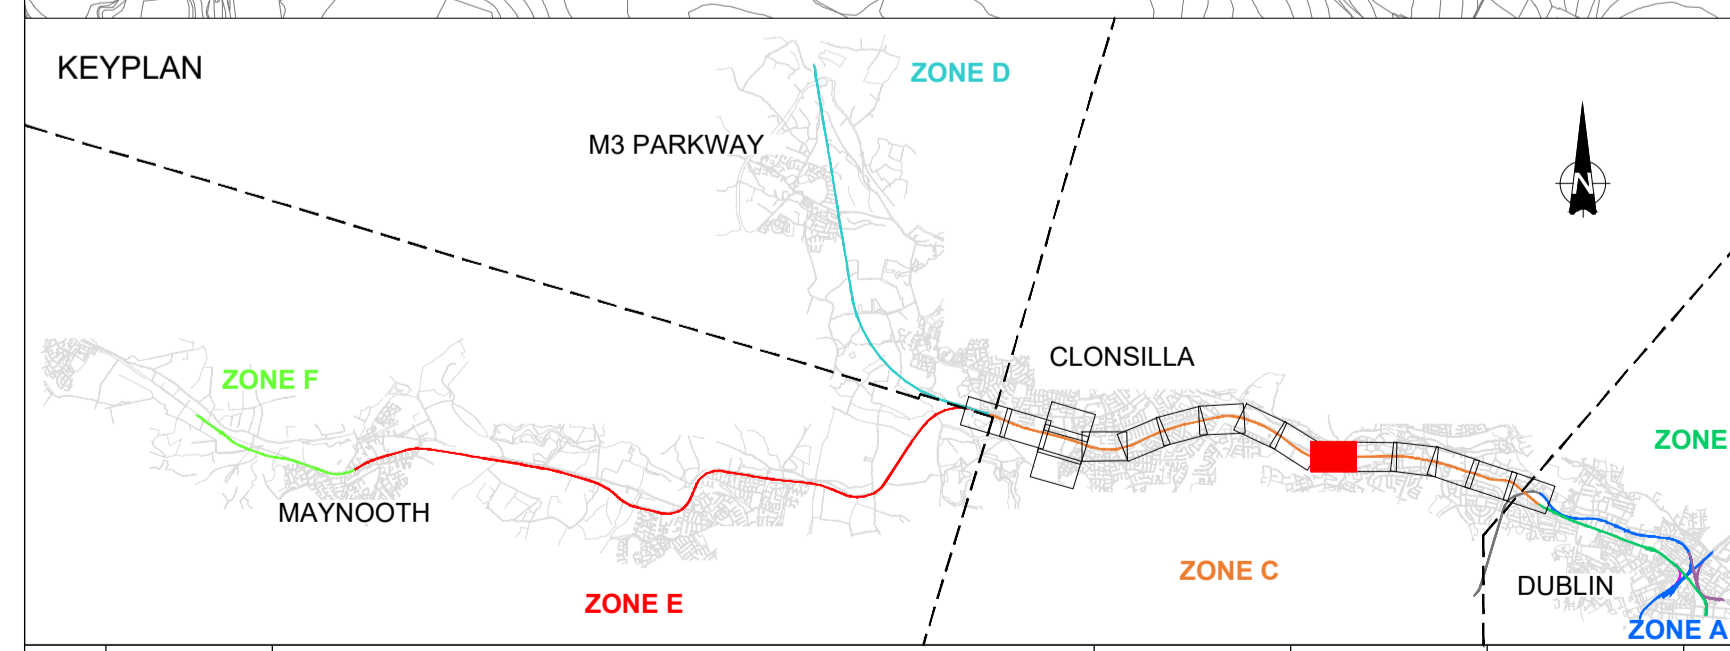 KEYPLAN
ZONE D
M3 PARKWAY
N
CLONSILLA
ZONE F
ZONE
MAYNOOTH
ZONE C
DUBLIN
ZONE E
ZONE A